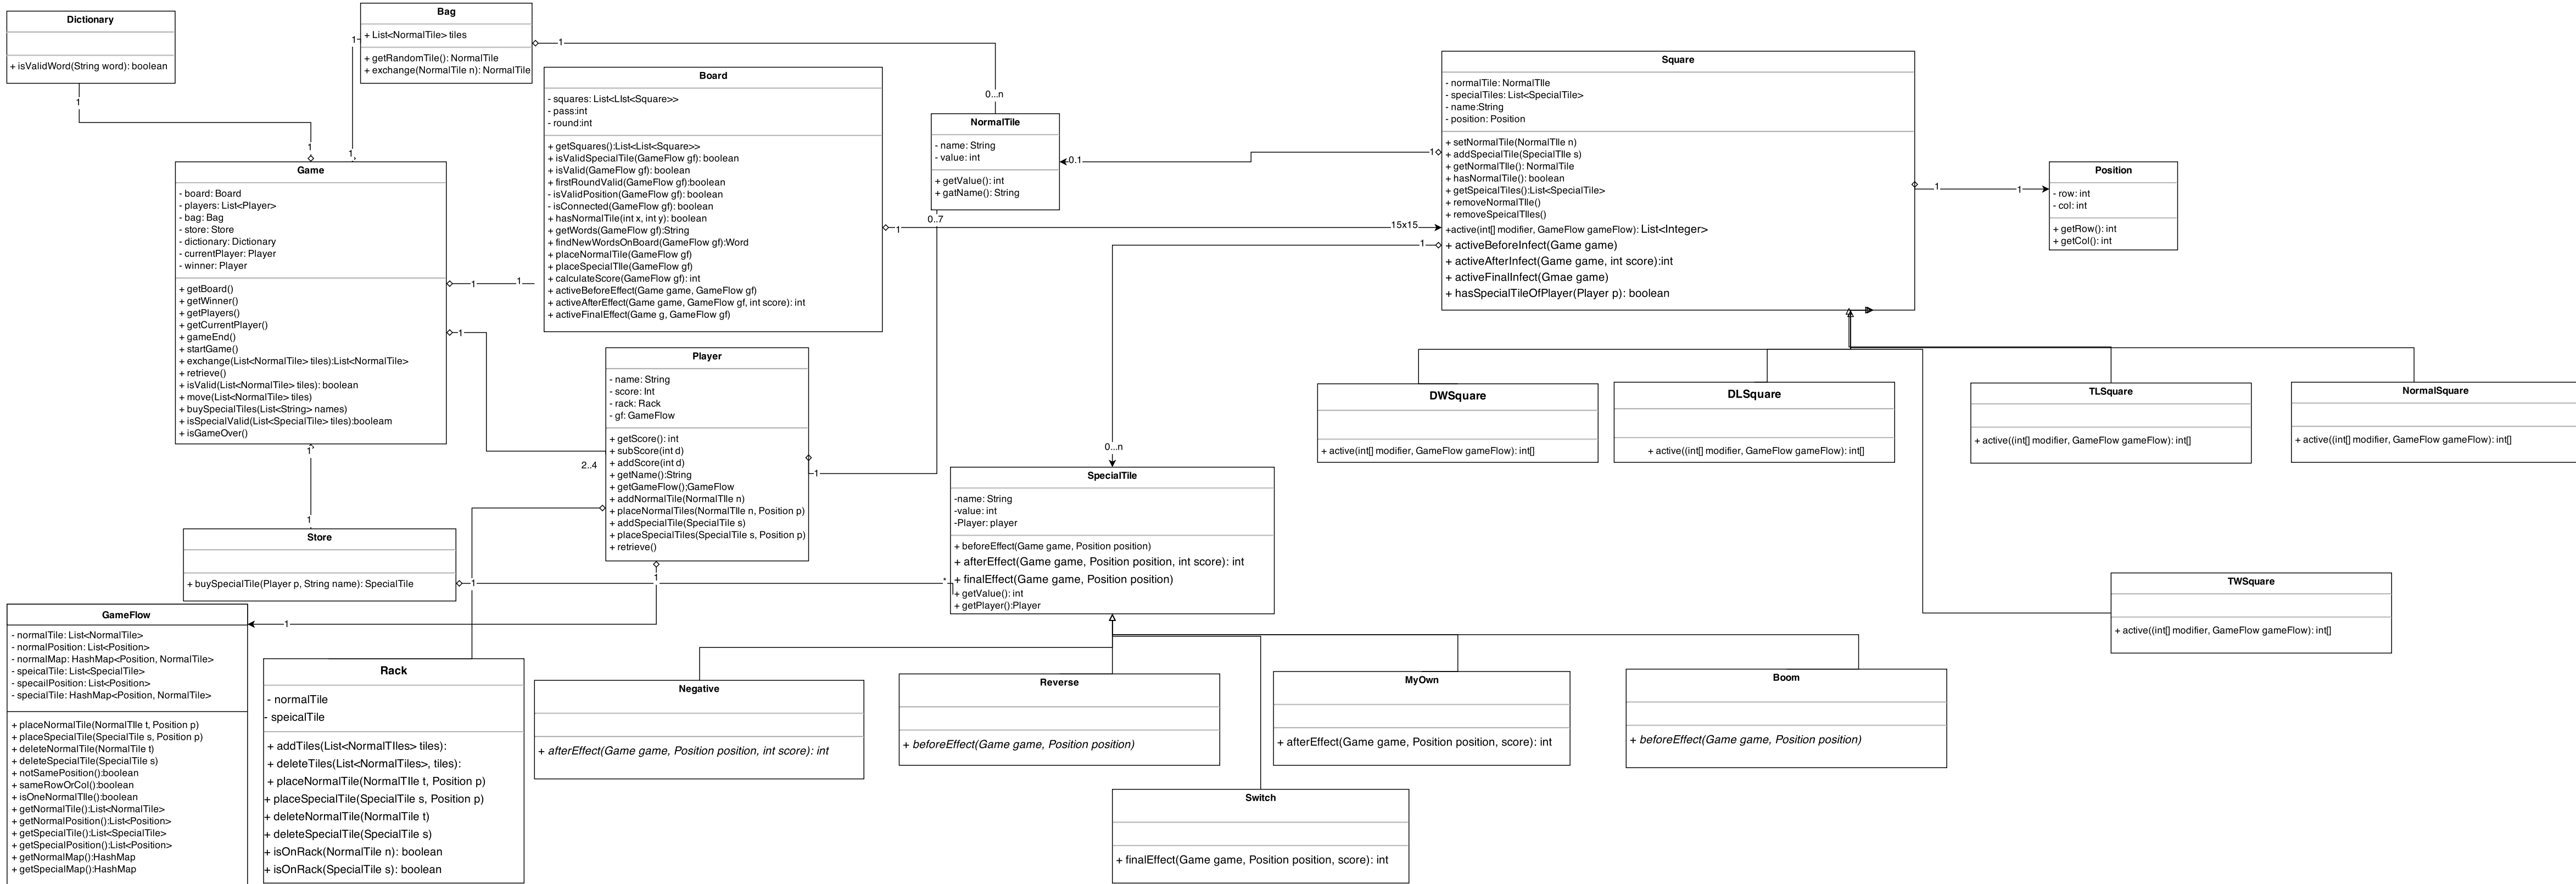 Dictionary
+ isValidWord(String word): boolean
1
1
Bag
+ List<NormalTile> tiles
+ getRandomTile(): NormalTile
+ exchange(NormalTile n): NormalTile
1
1
1
0...n
Board
- squares: List<LIst<Square>>
- pass:int
- round:int
+ getSquares():List<List<Square>>
+ isValidSpecialTile(GameFlow gf): boolean
+ isValid(GameFlow gf): boolean
+ firstRoundValid(GameFlow gf):boolean
- isValidPosition(GameFlow gf): boolean
- isConnected(GameFlow gf): boolean
+ hasNormalTile(int x, int y): boolean
+ getWords(GameFlow gf):String
+ findNewWordsOnBoard(GameFlow gf):Word
+ placeNormalTile(GameFlow gf)
+ placeSpecialTIle(GameFlow gf)
+ calculateScore(GameFlow gf): int
+ activeBeforeEffect(Game game, GameFlow gf)
+ activeAfterEffect(Game game, GameFlow gf, int score): int
+ activeFinalEffect(Game g, GameFlow gf)
1
15x15
NormalTile
- name: String
- value: int
+ getValue(): int
+ gatName(): String
0..7
0.1
1
Square
- normalTile: NormalTIle
- specialTiles: List<SpecialTile>
- name:String
- position: Position
+ setNormalTile(NormalTIle n)
+ addSpecialTile(SpecialTIle s)
+ getNormalTIle(): NormalTile
+ hasNormalTile(): boolean
+ getSpeicalTiles():List<SpecialTile>
+ removeNormalTIle()
+ removeSpeicalTIles()
+active(int[] modifier, GameFlow gameFlow): List<Integer>
+ activeBeforeInfect(Game game)
+ activeAfterInfect(Game game, int score):int
+ activeFinalInfect(Gmae game)
+ hasSpecialTileOfPlayer(Player p): boolean
1
1
1
Position
- row: int
- col: int
+ getRow(): int
+ getCol(): int
Game
- board: Board
- players: List<Player>
- bag: Bag
- store: Store
- dictionary: Dictionary
- currentPlayer: Player
- winner: Player
+ getBoard()
+ getWinner()
+ getPlayers()
+ getCurrentPlayer()
+ gameEnd()
+ startGame()
+ exchange(List<NormalTile> tiles):List<NormalTile>
+ retrieve()
+ isValid(List<NormalTile> tiles): boolean
+ move(List<NormalTile> tiles)
+ buySpecialTiles(List<String> names)
+ isSpecialValid(List<SpecialTile> tiles):booleam
+ isGameOver()
1
1
1
2..4
1
1
Player
- name: String
- score: Int
- rack: Rack
- gf: GameFlow
+ getScore(): int
+ subScore(int d)
+ addScore(int d)
+ getName():String
+ getGameFlow();GameFlow
+ addNormalTile(NormalTIle n)
+ placeNormalTiles(NormalTIle n, Position p)
+ addSpecialTile(SpecialTile s)
+ placeSpecialTiles(SpecialTile s, Position p)
+ retrieve()
1
1
1
DWSquare
+ active(int[] modifier, GameFlow gameFlow): int[]
DLSquare
+ active((int[] modifier, GameFlow gameFlow): int[]
TLSquare
+ active((int[] modifier, GameFlow gameFlow): int[]
NormalSquare
+ active((int[] modifier, GameFlow gameFlow): int[]
TWSquare
+ active((int[] modifier, GameFlow gameFlow): int[]
0...n
SpecialTile
-name: String
-value: int
-Player: player
+ beforeEffect(Game game, Position position)
+ afterEffect(Game game, Position position, int score): int
+ finalEffect(Game game, Position position)
+ getValue(): int
+ getPlayer():Player
Store
+ buySpecialTile(Player p, String name): SpecialTile
1
*
GameFlow
- normalTile: List<NormalTile>
- normalPosition: List<Position>
- normalMap: HashMap<Position, NormalTile>
- speicalTile: List<SpecialTile>
- specailPosition: List<Position>
- specialTile: HashMap<Position, NormalTile>
+ placeNormalTile(NormalTIle t, Position p)
+ placeSpecialTile(SpecialTile s, Position p)
+ deleteNormalTile(NormalTile t)
+ deleteSpecialTile(SpecialTile s)
+ notSamePosition():boolean
+ sameRowOrCol():boolean
+ isOneNormalTIle():boolean
+ getNormalTile():List<NormalTile>
+ getNormalPosition():List<Position>
+ getSpecialTile():List<SpecialTile>
+ getSpecialPosition():List<Position>
+ getNormalMap():HashMap
+ getSpecialMap():HashMap
Rack
- normalTile
- speicalTile
+ addTiles(List<NormalTIles> tiles):
+ deleteTiles(List<NormalTiles>, tiles):
+ placeNormalTile(NormalTIle t, Position p)
+ placeSpecialTile(SpecialTile s, Position p)
+ deleteNormalTile(NormalTile t)
+ deleteSpecialTile(SpecialTile s)
+ isOnRack(NormalTile n): boolean
+ isOnRack(SpecialTile s): boolean
Negative
+ afterEffect(Game game, Position position, int score): int
Reverse
+ beforeEffect(Game game, Position position)
MyOwn
+ afterEffect(Game game, Position position, score): int
Boom
+ beforeEffect(Game game, Position position)
Switch
+ finalEffect(Game game, Position position, score): int